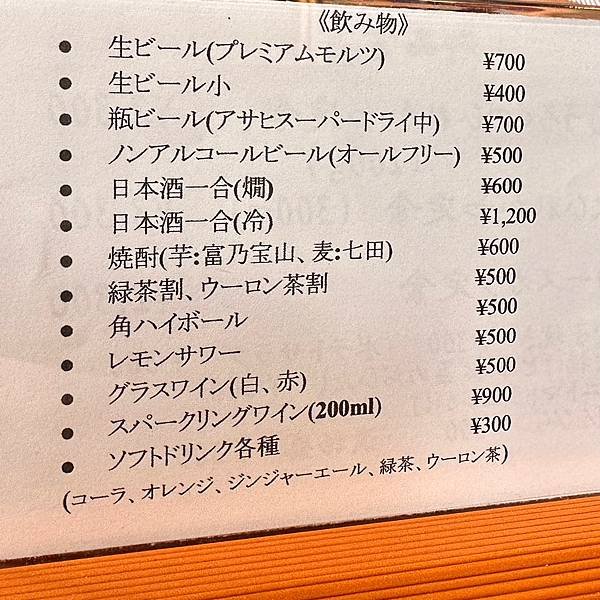 《飲み物》
● 生ビール(プレミアムモルツ) ¥700
● 生ビール小 ¥400
● 瓶ビール(アサヒスーパードライ中) ¥700
● ノンアルコールビール(オールフリー) ¥500
● 日本酒一合(燗) ¥600
● 日本酒一合(冷) ¥1,200
● 焼酎(芋:富乃宝山、麦:七田) ¥600
● 緑茶割、ウーロン茶割 ¥500
● 角ハイボール ¥500
● レモンサワー ¥500
● グラスワイン(白、赤) ¥500
● スパークリングワイン(200ml) ¥900
● ソフトドリンク各種 ¥300
(コーラ、オレンジ、ジンジャーエール、緑茶、ウーロン茶)